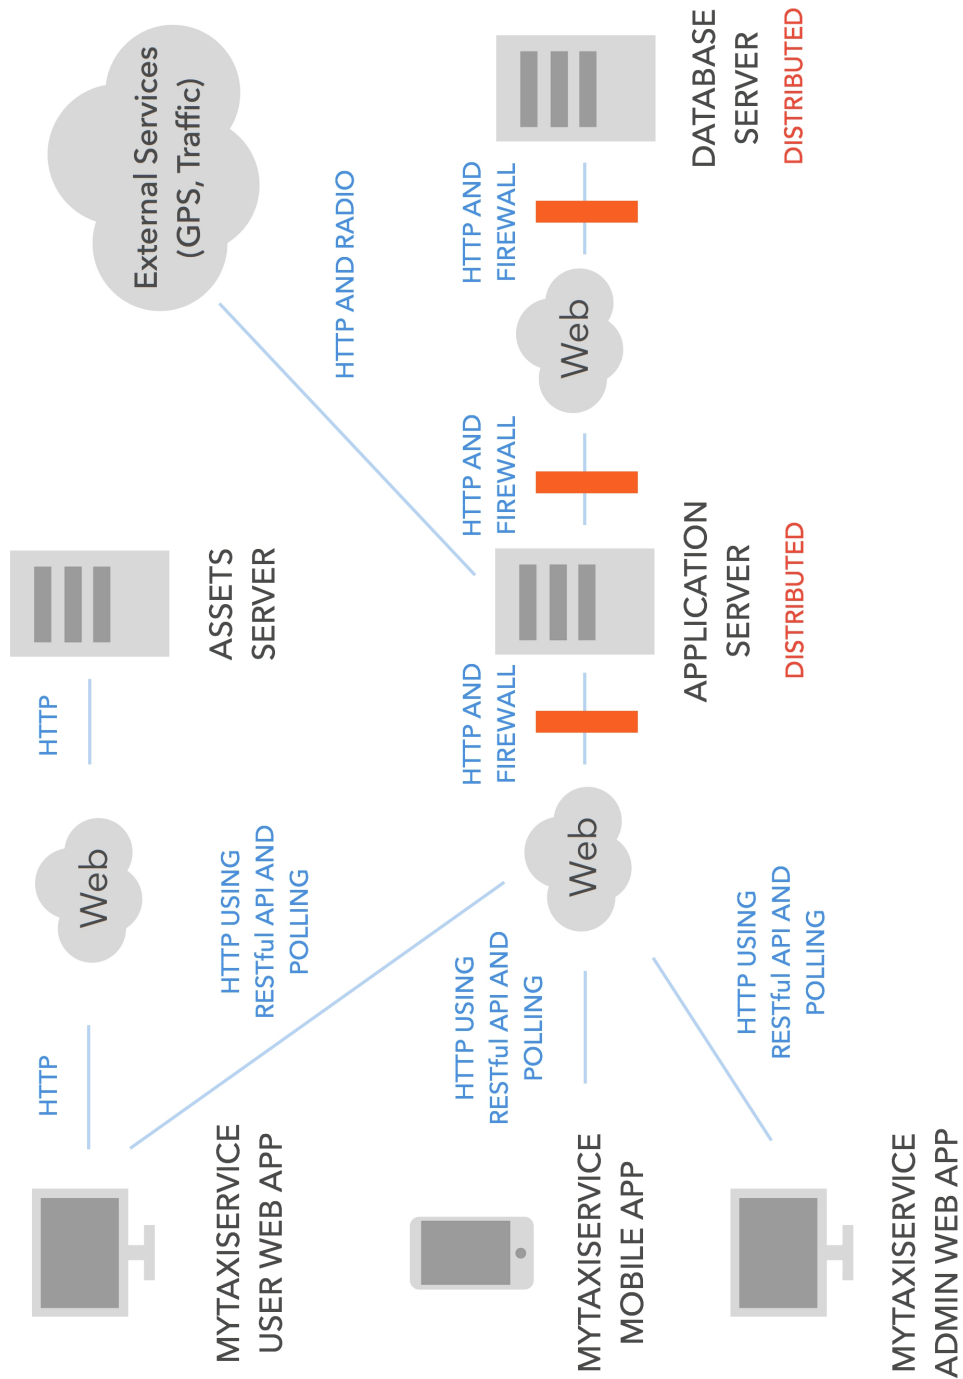 HTTP
HTTP
Web
MYTAXISERVICE
USER WEB APP
ASSETS
SERVER
External Services
(GPS, Traffic)
HTTP USING
RESTful API AND
POLLING
HTTP AND RADIO
HTTP USING
RESTful API AND
POLLING
HTTP AND
FIREWALL
HTTP AND
FIREWALL
HTTP AND
FIREWALL
Web
Web
MYTAXISERVICE
MOBILE APP
APPLICATION
SERVER
DISTRIBUTED
DATABASE
SERVER
DISTRIBUTED
HTTP USING
RESTful API AND
POLLING
MYTAXISERVICE
ADMIN WEB APP